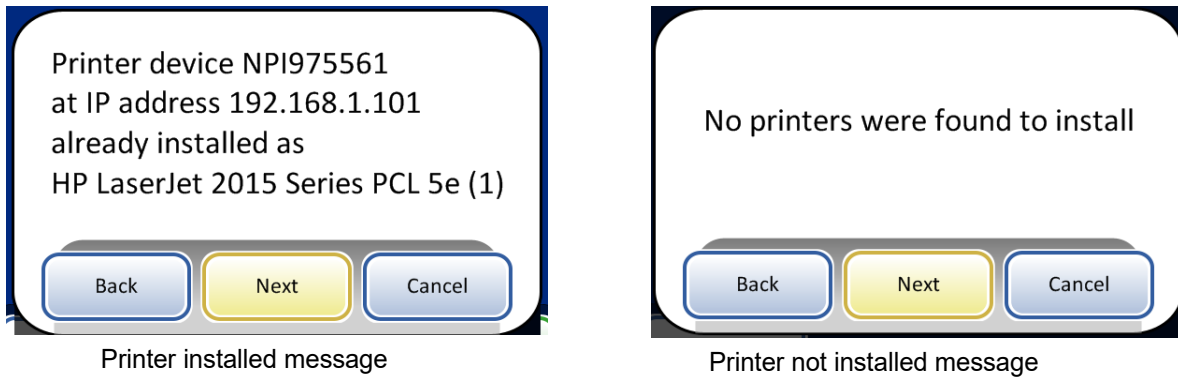 Printer device NPI975561
at IP address 192.168.1.101
already installed as
HP LaserJet 2015 Series PCL 5e (1)
Back
Next
Cancel
Printer installed message
No printers were found to install
Back
Next
Cancel
Printer not installed message